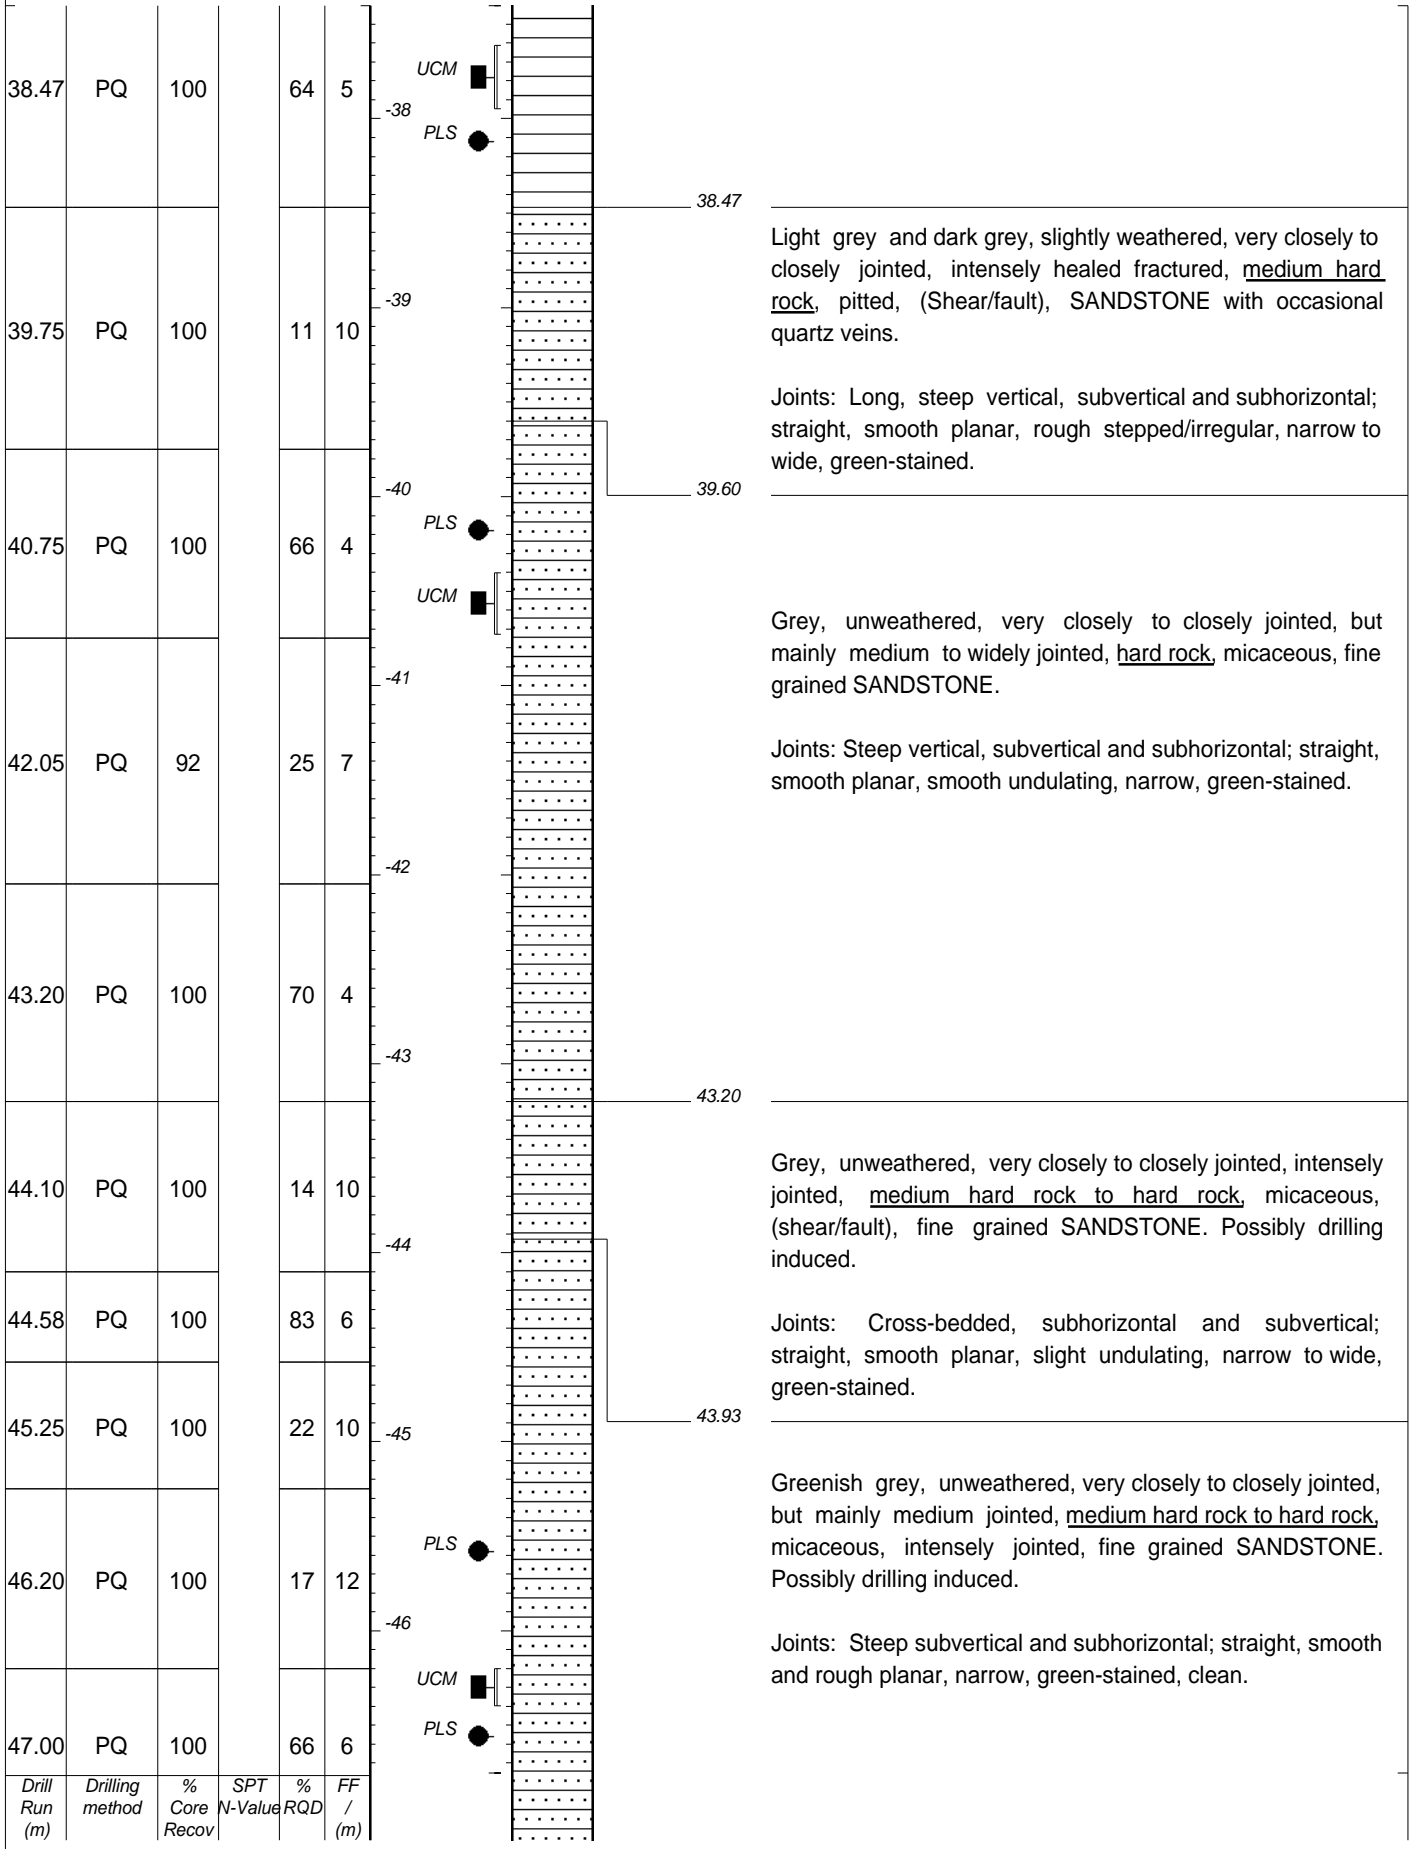 UCM
38.47 PQ 100 64 5
-38
PLS
38.47
Light grey and dark grey, slightly weathered, very closely to
closely jointed, intensely healed fractured, medium hard
rock, pitted, (Shear/fault), SANDSTONE with occasional
quartz veins.
-39
39.75 PQ 100 11 10
Joints: Long, steep vertical, subvertical and subhorizontal;
straight, smooth planar, rough stepped/irregular, narrow to
wide, green-stained.
-40
39.60
PLS
40.75 PQ 100 66 4
UCM
Grey, unweathered, very closely to closely jointed, but
mainly medium to widely jointed, hard rock, micaceous, fine
grained SANDSTONE.
-41
Joints: Steep vertical, subvertical and subhorizontal; straight,
smooth planar, smooth undulating, narrow, green-stained.
42.05 PQ 92 25 7
-42
43.20 PQ 100 70 4
-43
43.20
Grey, unweathered, very closely to closely jointed, intensely
jointed, medium hard rock to hard rock, micaceous,
(shear/fault), fine grained SANDSTONE. Possibly drilling
induced.
44.10 PQ 100 14 10
-44
Joints: Cross-bedded, subhorizontal and subvertical;
straight, smooth planar, slight undulating, narrow to wide,
green-stained.
44.58 PQ 100 83 6
43.93
45.25 PQ 100 22 10
-45
Greenish grey, unweathered, very closely to closely jointed,
but mainly medium jointed, medium hard rock to hard rock,
micaceous, intensely jointed, fine grained SANDSTONE.
Possibly drilling induced.
PLS
46.20 PQ 100 17 12
-46
Joints: Steep subvertical and subhorizontal; straight, smooth
and rough planar, narrow, green-stained, clean.
UCM
PLS
47.00 PQ 100 66 6
Drill Drilling % SPT % FF
Run method Core N-Value RQD /
(m) Recov (m)